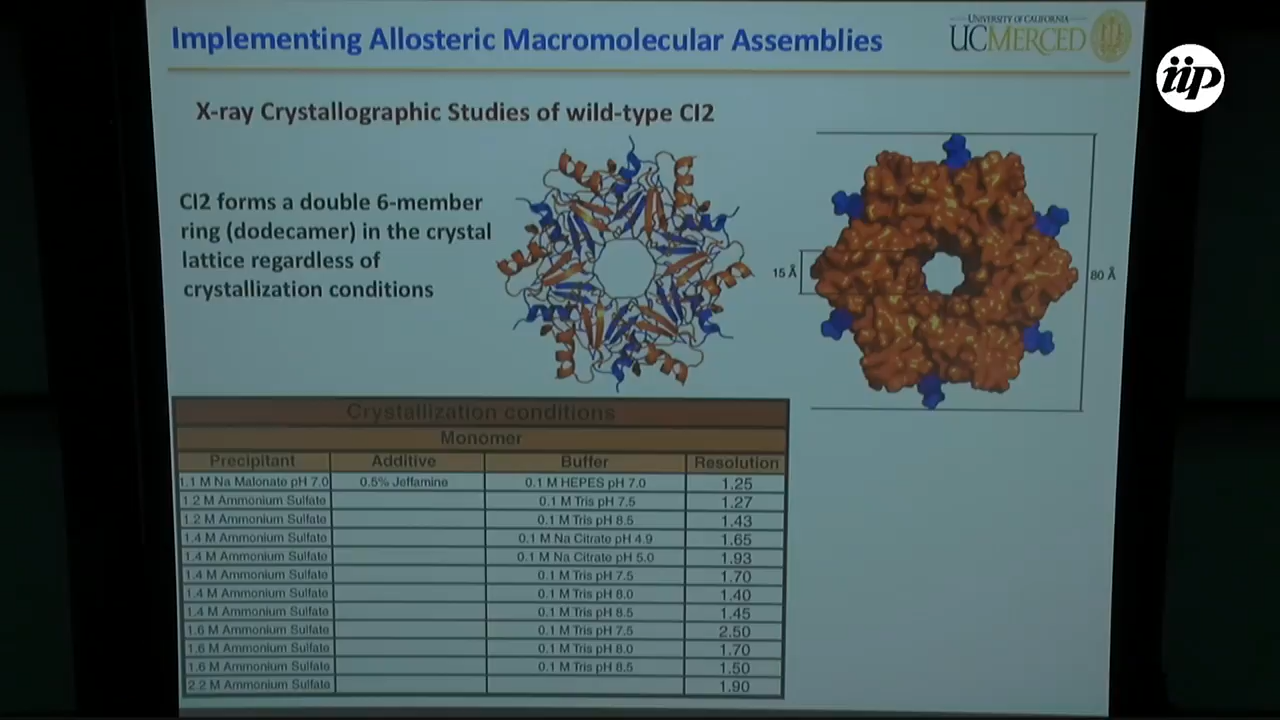 Implementing Allosteric Macromolecular Assemblies
UNIVERSITY OF CALIFORNIA
UCMERCED
iip
X-ray Crystallographic Studies of wild-type CI2
CI2 forms a double 6-member
ring (dodecamer) in the crystal
lattice regardless of
crystallization conditions
15 Å
80 Å
Crystallization conditions
Monomer
Precipitant Additive Buffer Resolution
1.1 M Na Malonate pH 7.0 0.5% Jeffamine 0.1 M HEPES pH 7.0 1.25
1.2 M Ammonium Sulfate 0.1 M Tris pH 7.5 1.27
1.2 M Ammonium Sulfate 0.1 M Tris pH 8.5 1.43
1.4 M Ammonium Sulfate 0.1 M Na Citrate pH 4.9 1.65
1.4 M Ammonium Sulfate 0.1 M Na Citrate pH 5.0 1.93
1.4 M Ammonium Sulfate 0.1 M Tris pH 7.5 1.70
1.4 M Ammonium Sulfate 0.1 M Tris pH 8.0 1.40
1.4 M Ammonium Sulfate 0.1 M Tris pH 8.5 1.45
1.6 M Ammonium Sulfate 0.1 M Tris pH 7.5 2.50
1.6 M Ammonium Sulfate 0.1 M Tris pH 8.0 1.70
1.6 M Ammonium Sulfate 0.1 M Tris pH 8.5 1.50
2.2 M Ammonium Sulfate 1.90